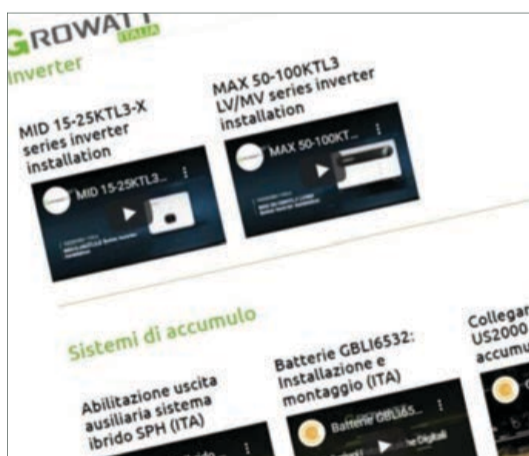 GROWATT
ITALIA
Inverter
MID 15-25KTL3-X
series inverter
installation
MAX 50-100KTL3
LV/MV series inverter
installation
MID 15-25KTL3...
MAX 50-100KT...
Sistemi di accumulo
Abilitazione uscita
ausiliaria sistema
ibrido SPH (ITA)
Batterie GBLI6532:
Installazione e
montaggio (ITA)
Collegar
US2000
accumu
Batterie GBLI65...